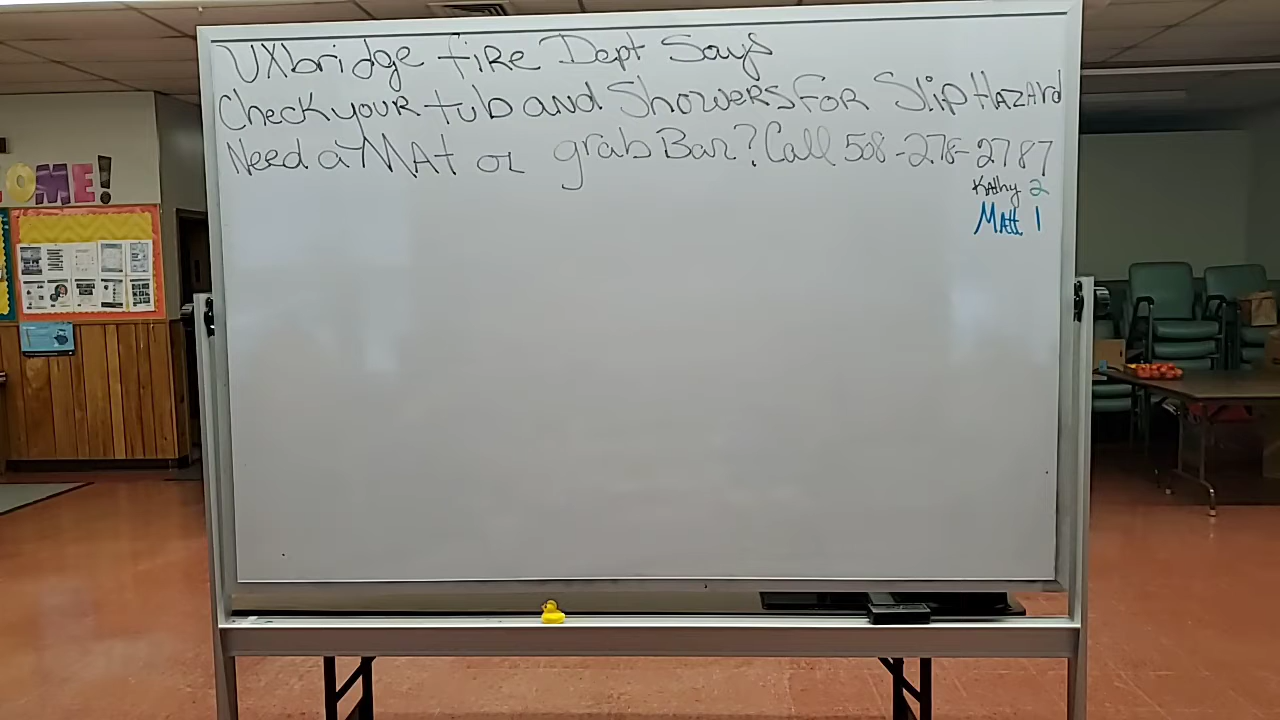 OME!
UXbridge fire Dept Says
Check your tub and Showers For Slip Hazard
Need a MAt or grab Bar? Call 508-278-2787
Kathy 2
Matt 1